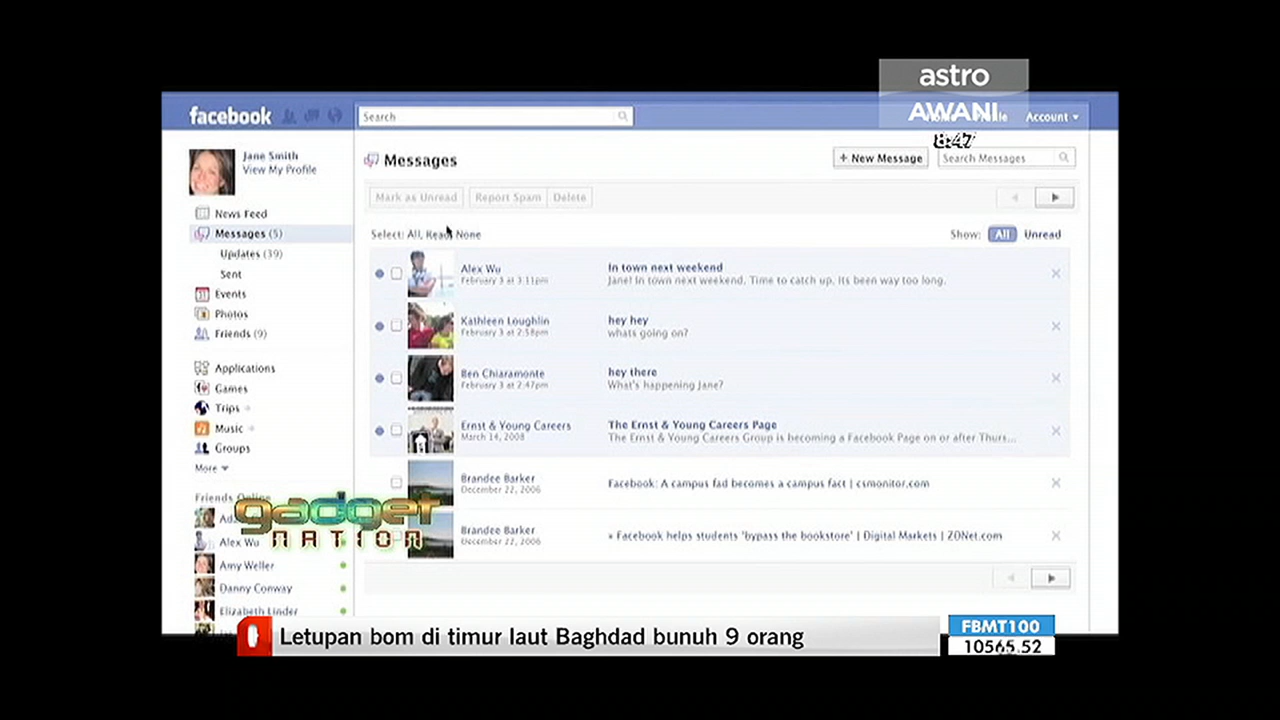 astro
AWANI
8:47
facebook
Search
Account
Jane Smith
View My Profile
Messages
+ New Message
Search Messages
Mark as Unread
Report Spam
Delete
News Feed
Messages (5)
Updates (39)
Sent
Events
Photos
Friends (9)
Applications
Games
Trips
Music
Groups
More
Friends Online
Alex Wu
Amy Weller
Danny Conway
Elizabeth Linder
Select: All, Read, None
Show: All Unread
Alex Wu
February 3 at 3:11pm
In town next weekend
Jane! In town next weekend. Time to catch up. Its been way too long.
Kathleen Loughlin
February 3 at 2:58pm
hey hey
whats going on?
Ben Chiaramonte
February 3 at 2:47pm
hey there
What's happening Jane?
Ernst & Young Careers
March 14, 2008
The Ernst & Young Careers Page
The Ernst & Young Careers Group is becoming a Facebook Page on or after Thurs...
Brandee Barker
December 22, 2006
Facebook: A campus fad becomes a campus fact | csmonitor.com
Brandee Barker
December 22, 2006
» Facebook helps students 'bypass the bookstore' | Digital Markets | ZDNet.com
gadget
NATION
Letupan bom di timur laut Baghdad bunuh 9 orang
FBMT100
10565.52